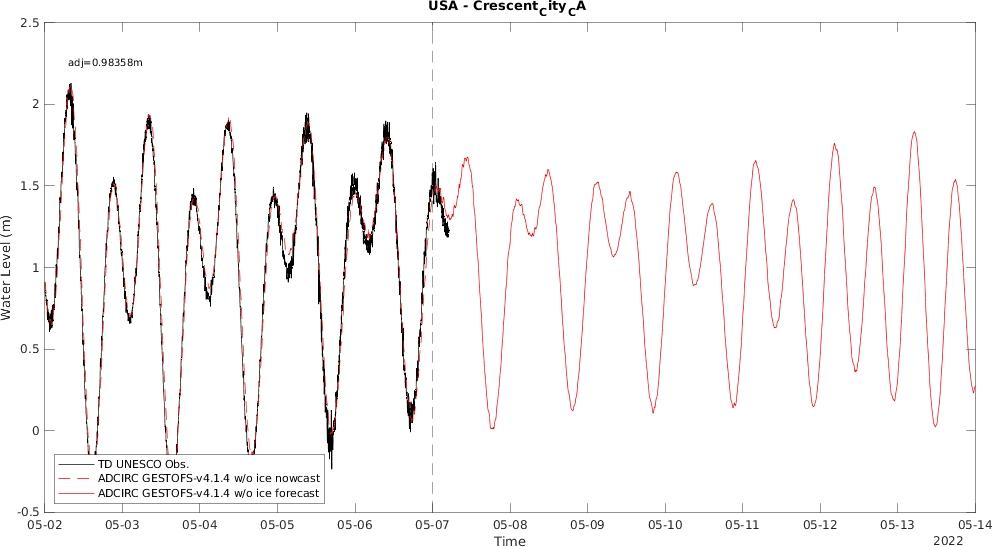 USA - Crescent_City_CA
adj=0.98358m
2.5
2
1.5
1
0.5
0
-0.5
Water Level (m)
TD UNESCO Obs.
ADCIRC GESTOFS-v4.1.4 w/o ice nowcast
ADCIRC GESTOFS-v4.1.4 w/o ice forecast
05-02 05-03 05-04 05-05 05-06 05-07 05-08 05-09 05-10 05-11 05-12 05-13 05-14
Time
2022